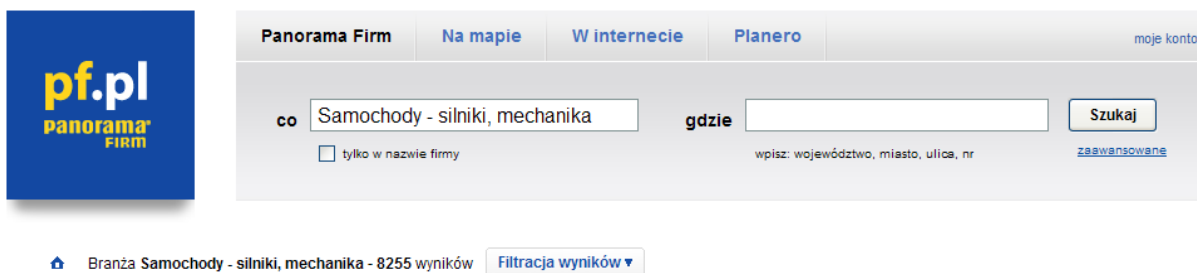 pf.pl
panorama
FIRM
Panorama Firm Na mapie W internecie Planero moje konto
co Samochody - silniki, mechanika gdzie Szukaj
tylko w nazwie firmy wpisz: województwo, miasto, ulica, nr zaawansowane
Branża Samochody - silniki, mechanika - 8255 wyników Filtracja wyników ▾